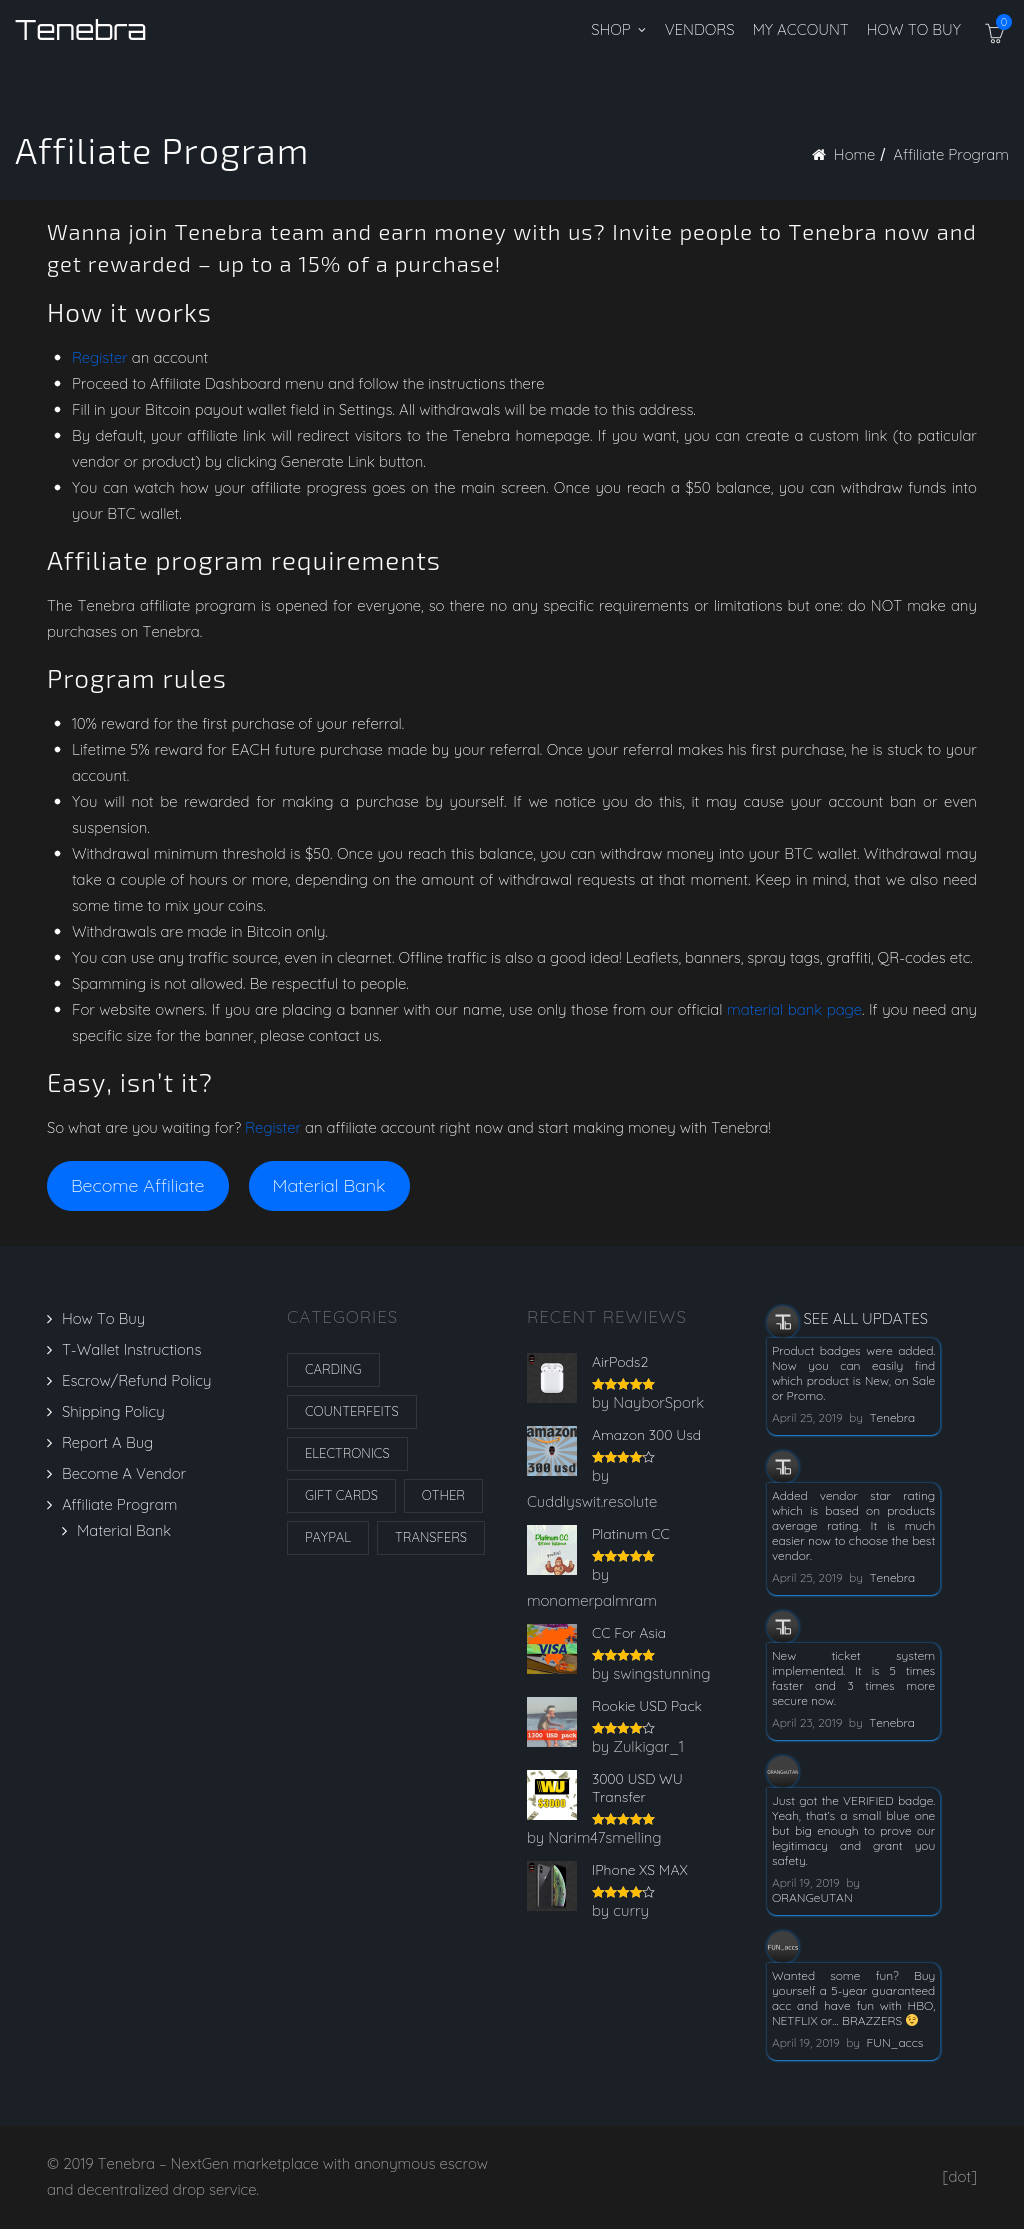 Tenebra
SHOP VENDORS MY ACCOUNT HOW TO BUY 0
Affiliate Program
Home / Affiliate Program
Wanna join Tenebra team and earn money with us? Invite people to Tenebra now and
get rewarded – up to a 15% of a purchase!
How it works
Register an account
Proceed to Affiliate Dashboard menu and follow the instructions there
Fill in your Bitcoin payout wallet field in Settings. All withdrawals will be made to this address.
By default, your affiliate link will redirect visitors to the Tenebra homepage. If you want, you can create a custom link (to paticular
vendor or product) by clicking Generate Link button.
You can watch how your affiliate progress goes on the main screen. Once you reach a $50 balance, you can withdraw funds into
your BTC wallet.
Affiliate program requirements
The Tenebra affiliate program is opened for everyone, so there no any specific requirements or limitations but one: do NOT make any
purchases on Tenebra.
Program rules
10% reward for the first purchase of your referral.
Lifetime 5% reward for EACH future purchase made by your referral. Once your referral makes his first purchase, he is stuck to your
account.
You will not be rewarded for making a purchase by yourself. If we notice you do this, it may cause your account ban or even
suspension.
Withdrawal minimum threshold is $50. Once you reach this balance, you can withdraw money into your BTC wallet. Withdrawal may
take a couple of hours or more, depending on the amount of withdrawal requests at that moment. Keep in mind, that we also need
some time to mix your coins.
Withdrawals are made in Bitcoin only.
You can use any traffic source, even in clearnet. Offline traffic is also a good idea! Leaflets, banners, spray tags, graffiti, QR-codes etc.
Spamming is not allowed. Be respectful to people.
For website owners. If you are placing a banner with our name, use only those from our official material bank page. If you need any
specific size for the banner, please contact us.
Easy, isn’t it?
So what are you waiting for? Register an affiliate account right now and start making money with Tenebra!
Become Affiliate
Material Bank
How To Buy
T-Wallet Instructions
Escrow/Refund Policy
Shipping Policy
Report A Bug
Become A Vendor
Affiliate Program
Material Bank
CATEGORIES
CARDING
COUNTERFEITS
ELECTRONICS
GIFT CARDS
OTHER
PAYPAL
TRANSFERS
RECENT REWIEWS
AirPods2
by NayborSpork
amazon
300 usd
Amazon 300 Usd
by
Cuddlyswit.resolute
Platinum CC
Platinum CC
by
monomerpalmram
VISA
CC For Asia
by swingstunning
1300 USD pack
Rookie USD Pack
by Zulkigar_1
WU
$3000
3000 USD WU
Transfer
by Narim47smelling
IPhone XS MAX
by curry
SEE ALL UPDATES
Product badges were added.
Now you can easily find
which product is New, on Sale
or Promo.
April 25, 2019 by Tenebra
Added vendor star rating
which is based on products
average rating. It is much
easier now to choose the best
vendor.
April 25, 2019 by Tenebra
New ticket system
implemented. It is 5 times
faster and 3 times more
secure now.
April 23, 2019 by Tenebra
ORANGeUTAN
Just got the VERIFIED badge.
Yeah, that’s a small blue one
but big enough to prove our
legitimacy and grant you
safety.
April 19, 2019 by
ORANGeUTAN
FUN_accs
Wanted some fun? Buy
yourself a 5-year guaranteed
acc and have fun with HBO,
NETFLIX or... BRAZZERS 😏
April 19, 2019 by FUN_accs
© 2019 Tenebra – NextGen marketplace with anonymous escrow
and decentralized drop service.
[dot]